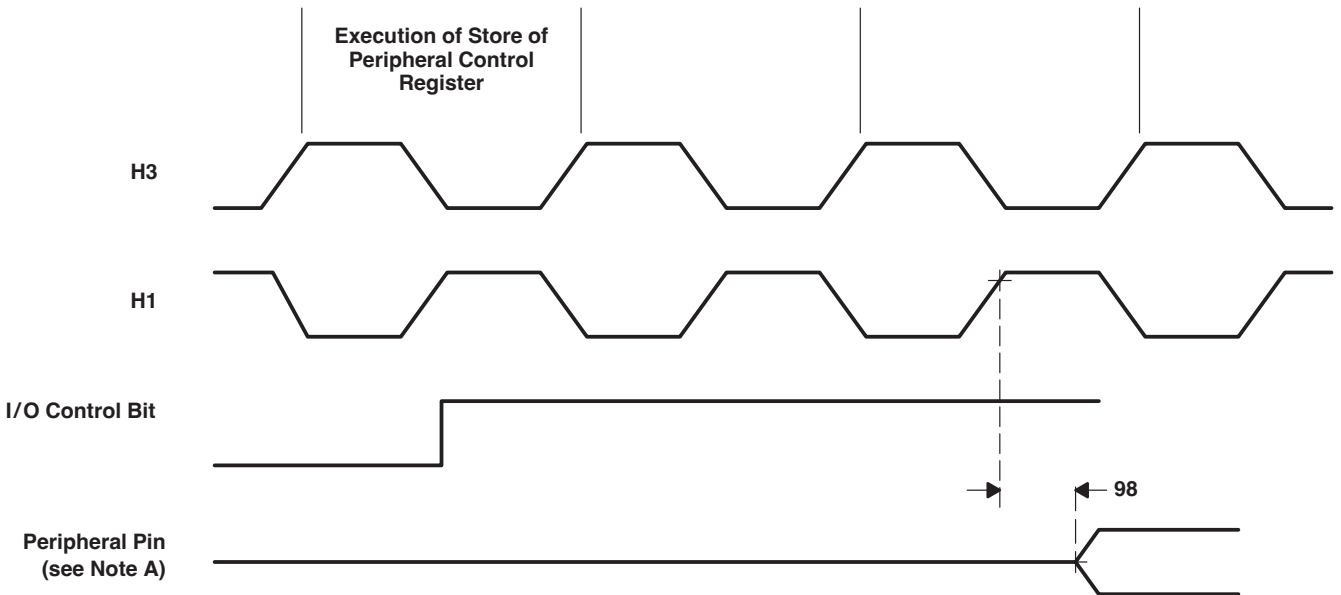 Execution of Store of
Peripheral Control
Register
H3
H1
I/O Control Bit
98
Peripheral Pin
(see Note A)